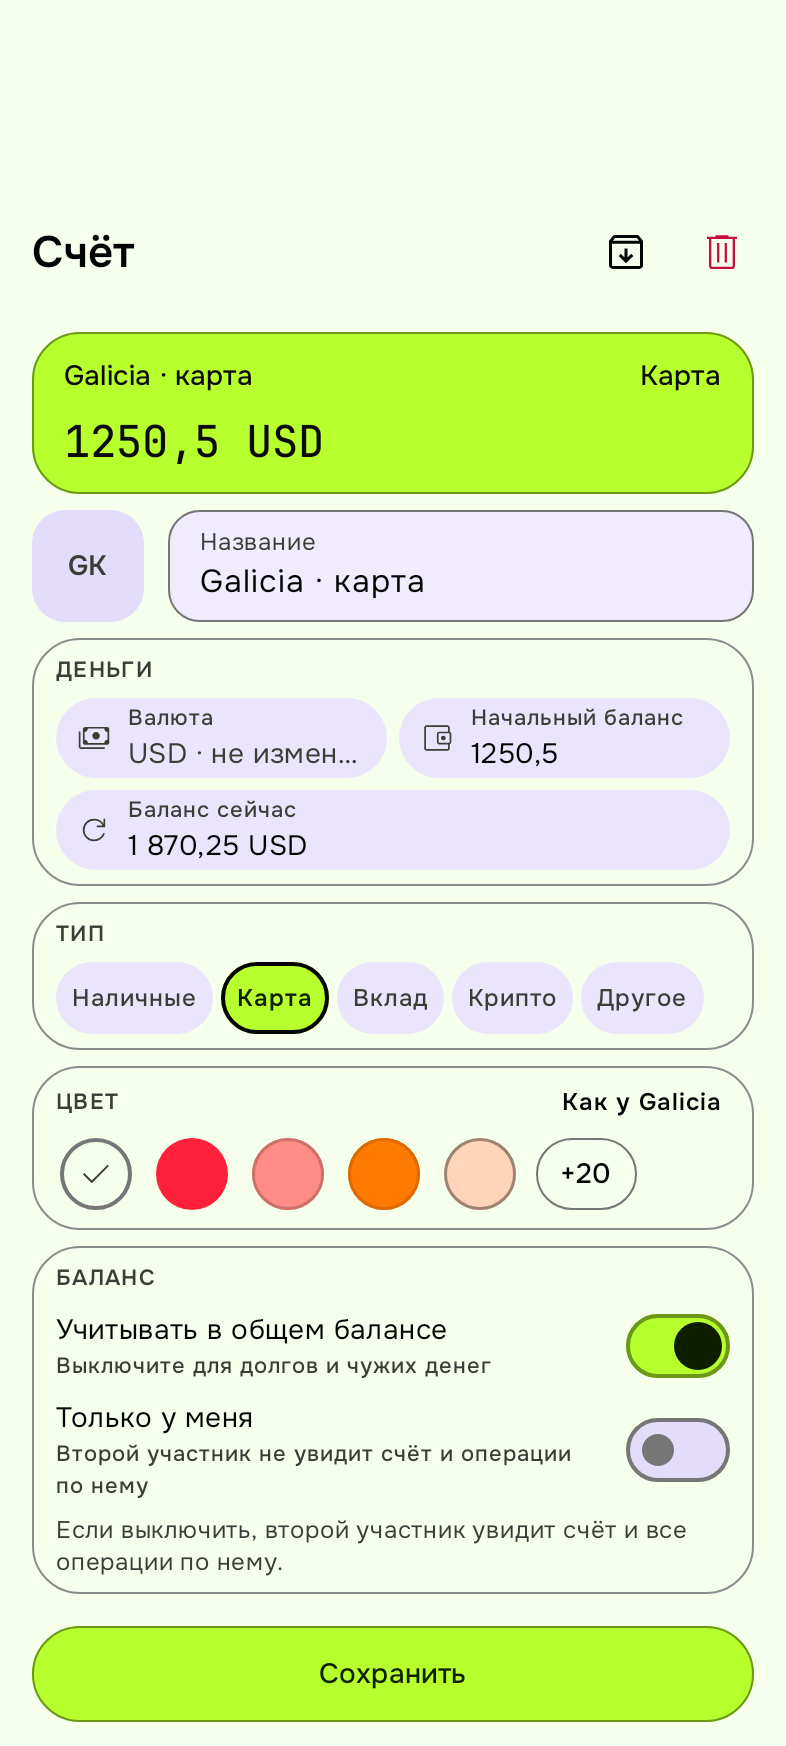 Счёт
Galicia · карта Карта
1250,5 USD
GK
Название
Galicia · карта
ДЕНЬГИ
Валюта
USD · не измен...
Начальный баланс
1250,5
Баланс сейчас
1 870,25 USD
ТИП
Наличные Карта Вклад Крипто Другое
ЦВЕТ Как у Galicia
+20
БАЛАНС
Учитывать в общем балансе
Выключите для долгов и чужих денег
Только у меня
Второй участник не увидит счёт и операции
по нему
Если выключить, второй участник увидит счёт и все
операции по нему.
Сохранить